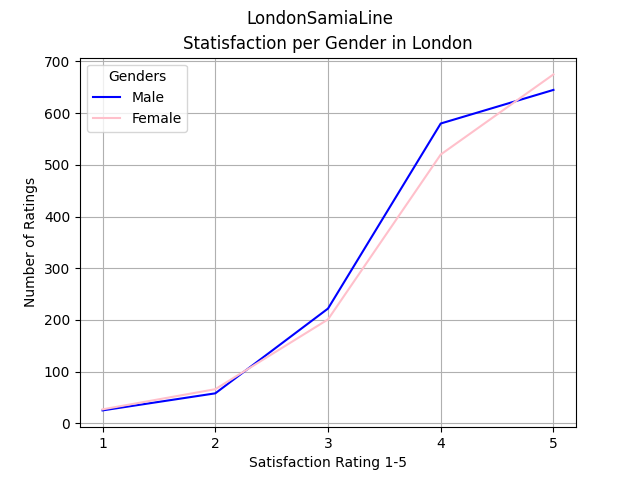 LondonSamiaLine
Statisfaction per Gender in London
Genders
Male
Female
Number of Ratings
700
600
500
400
300
200
100
0
1 2 3 4 5
Satisfaction Rating 1-5